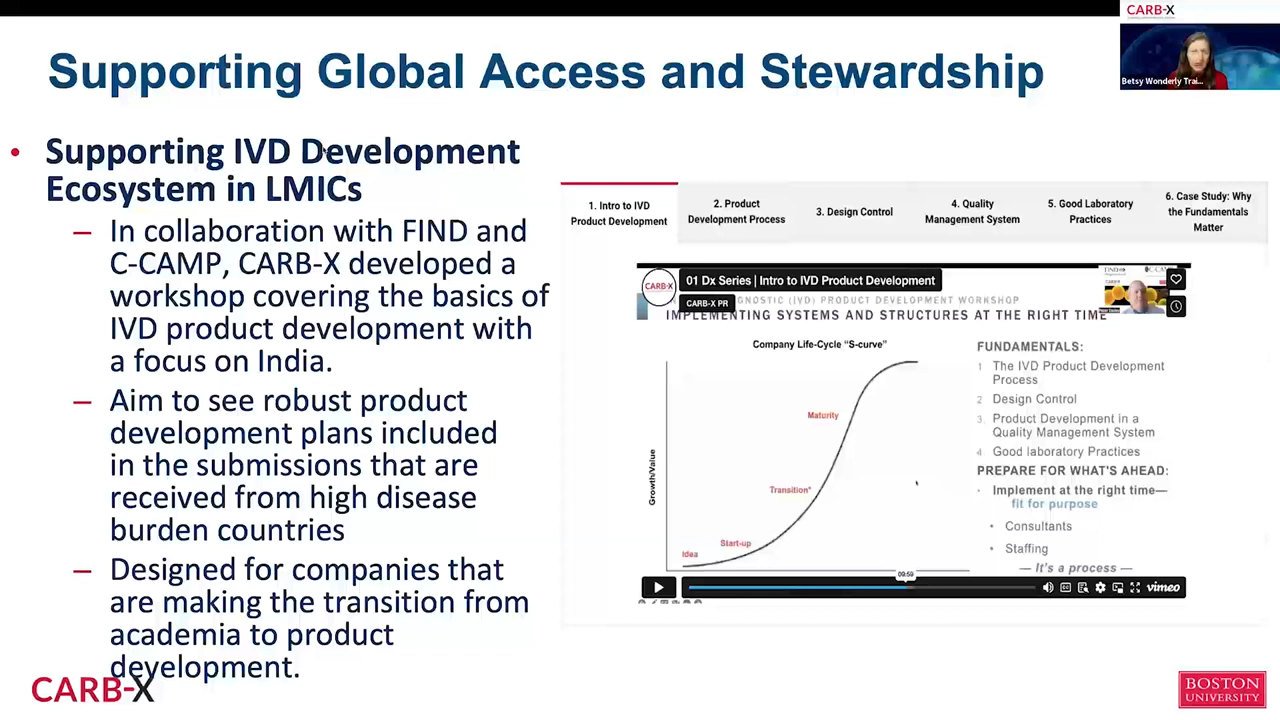 CARB-X
Betsy Wonderly Trai...
Supporting Global Access and Stewardship
• Supporting IVD Development
Ecosystem in LMICs
– In collaboration with FIND and
C-CAMP, CARB-X developed a
workshop covering the basics of
IVD product development with
a focus on India.
– Aim to see robust product
development plans included
in the submissions that are
received from high disease
burden countries
– Designed for companies that
are making the transition from
academia to product
development.
1. Intro to IVD
Product Development
2. Product
Development Process
3. Design Control
4. Quality
Management System
5. Good Laboratory
Practices
6. Case Study: Why
the Fundamentals
Matter
CARB-X
01 Dx Series | Intro to IVD Product Development
CARB-X PR
(IVD) PRODUCT DEVELOPMENT WORKSHOP
IMPLEMENTING SYSTEMS AND STRUCTURES AT THE RIGHT TIME
Company Life-Cycle “S-curve”
Growth/Value
Maturity
Transition*
Start-up
Idea
FUNDAMENTALS:
1 The IVD Product Development
Process
2 Design Control
3. Product Development in a
Quality Management System
4 Good laboratory Practices
PREPARE FOR WHAT'S AHEAD:
• Implement at the right time—
fit for purpose
• Consultants
• Staffing
— It's a process —
09:59
vimeo
CARB-X
BOSTON
UNIVERSITY